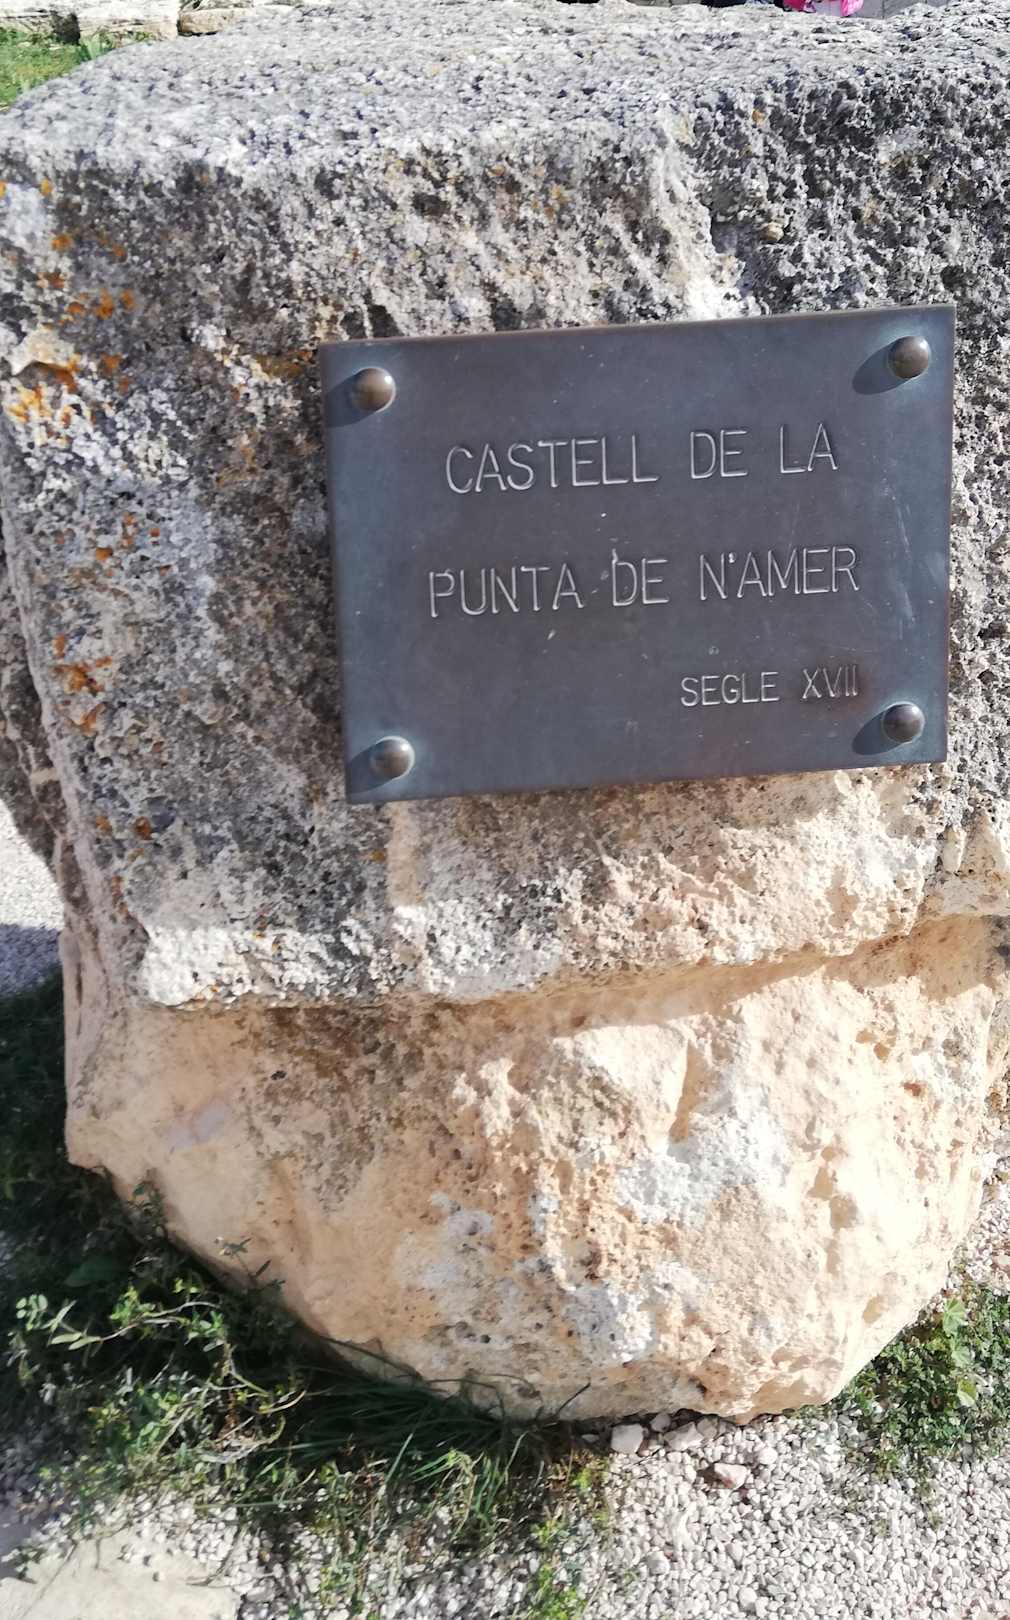 CASTELL DE LA
PUNTA DE N'AMER
SEGLE XVII